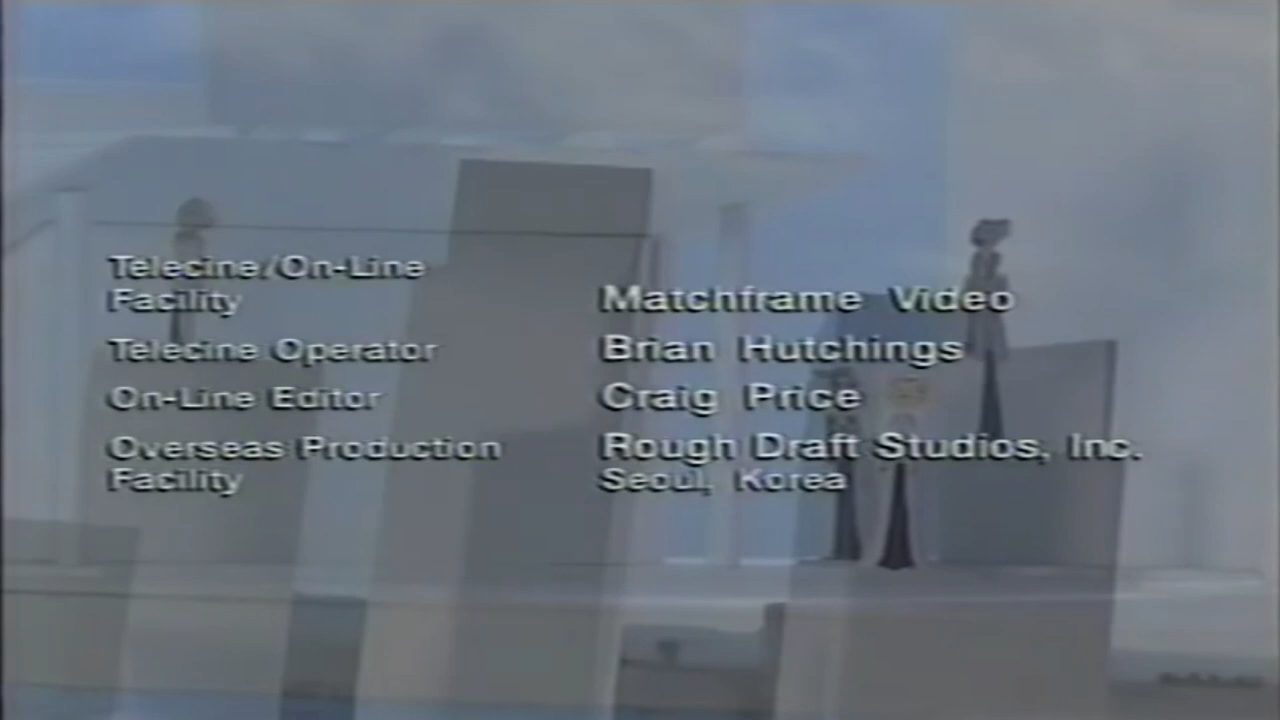 Telecine/On-Line
Facility Matchframe Video
Telecine Operator Brian Hutchings
On-Line Editor Craig Price
Overseas Production Rough Draft Studios, Inc.
Facility Seoul, Korea